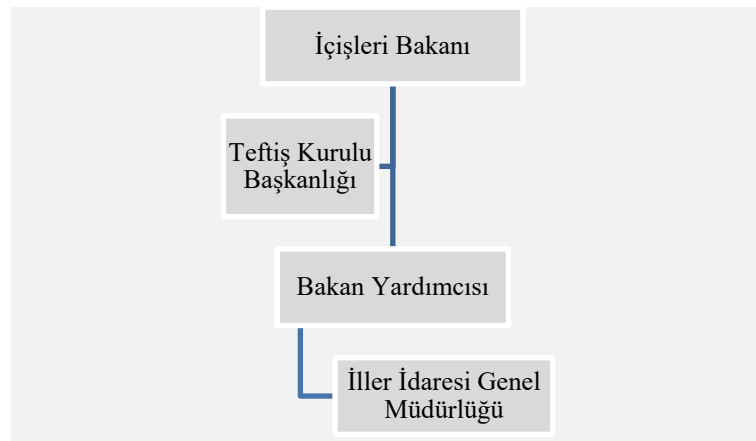 İçişleri Bakanı
Teftiş Kurulu
Başkanlığı
Bakan Yardımcısı
İller İdaresi Genel
Müdürlüğü